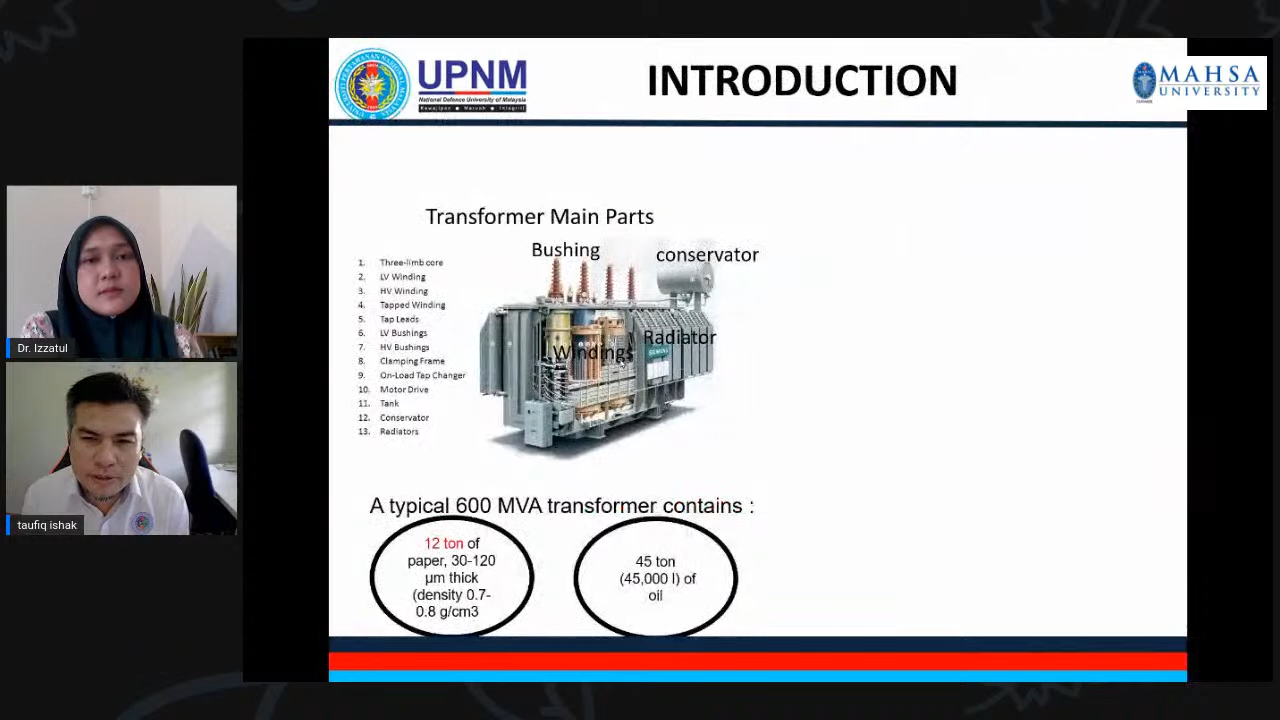 UPNM
National Defence University of Malaysia
Kewajipan ● Maruah ● Integriti
INTRODUCTION
MAHSA
UNIVERSITY
Transformer Main Parts
Bushing
conservator
1. Three-limb core
2. LV Winding
3. HV Winding
4. Tapped Winding
5. Tap Leads
6. LV Bushings
7. HV Bushings
8. Clamping Frame
9. On-Load Tap Changer
10. Motor Drive
11. Tank
12. Conservator
13. Radiators
Radiator
Windings
SIEMENS
Dr. Izzatul
taufiq ishak
A typical 600 MVA transformer contains :
12 ton of
paper, 30-120
µm thick
(density 0.7-
0.8 g/cm3
45 ton
(45,000 l) of
oil